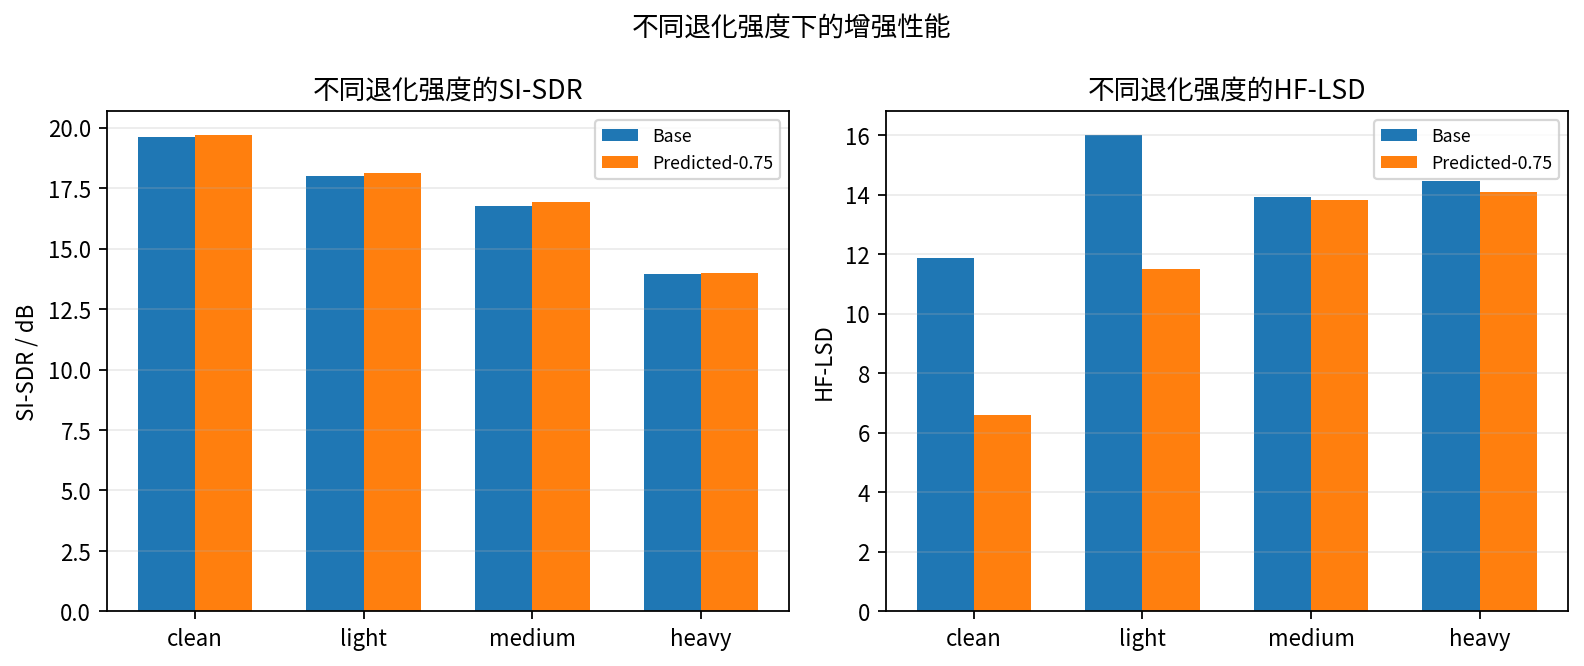 不同退化强度下的增强性能
不同退化强度的SI-SDR
SI-SDR / dB
20.0
17.5
15.0
12.5
10.0
7.5
5.0
2.5
0.0
Base
Predicted-0.75
clean light medium heavy
不同退化强度的HF-LSD
HF-LSD
16
14
12
10
8
6
4
2
0
Base
Predicted-0.75
clean light medium heavy